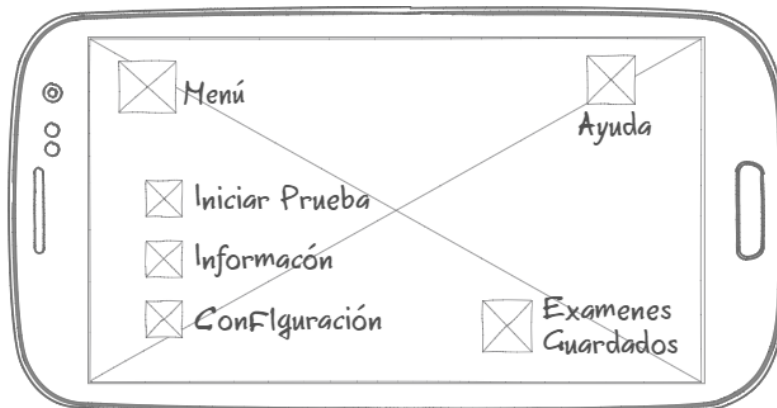 Menú
Ayuda
Iniciar Prueba
Informacón
ConFIguración
Examenes
Guardados